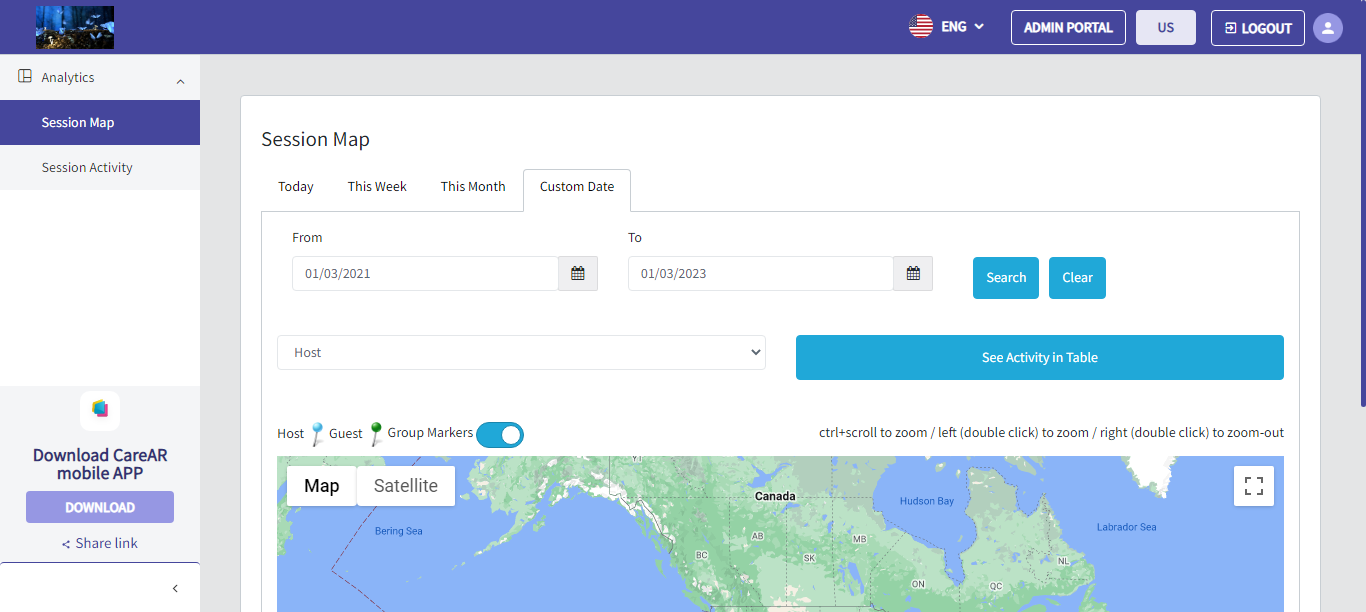 ENG
ADMIN PORTAL
US
LOGOUT
Analytics
Session Map
Session Activity
Download CareAR
mobile APP
DOWNLOAD
Share link
Session Map
Today
This Week
This Month
Custom Date
From
To
01/03/2021
01/03/2023
Search
Clear
Host
See Activity in Table
Host
Guest
Group Markers
ctrl+scroll to zoom / left (double click) to zoom / right (double click) to zoom-out
Map
Satellite
YT
Canada
Hudson Bay
Bering Sea
Labrador Sea
AB
MB
BC
SK
NL
ON
QC